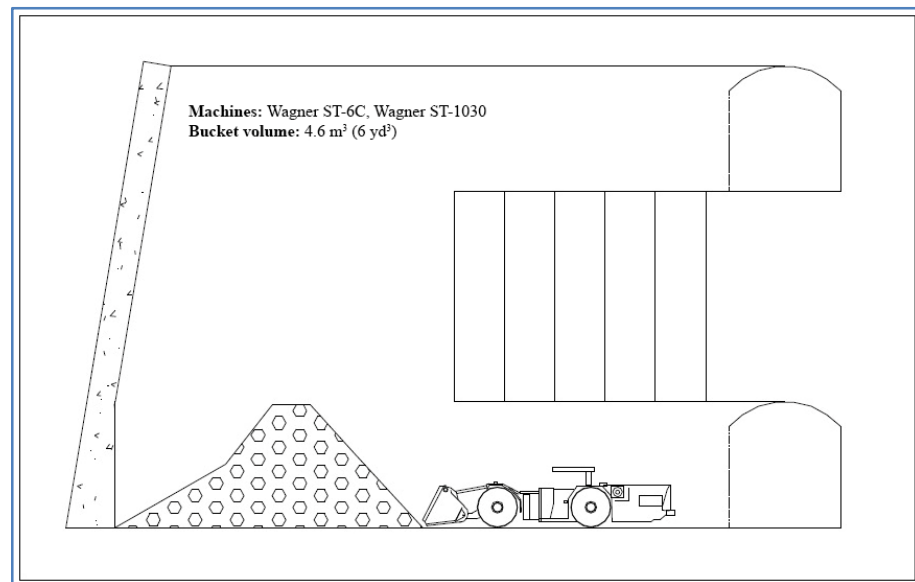 Machines: Wagner ST-6C, Wagner ST-1030
Bucket volume: 4.6 m³ (6 yd³)